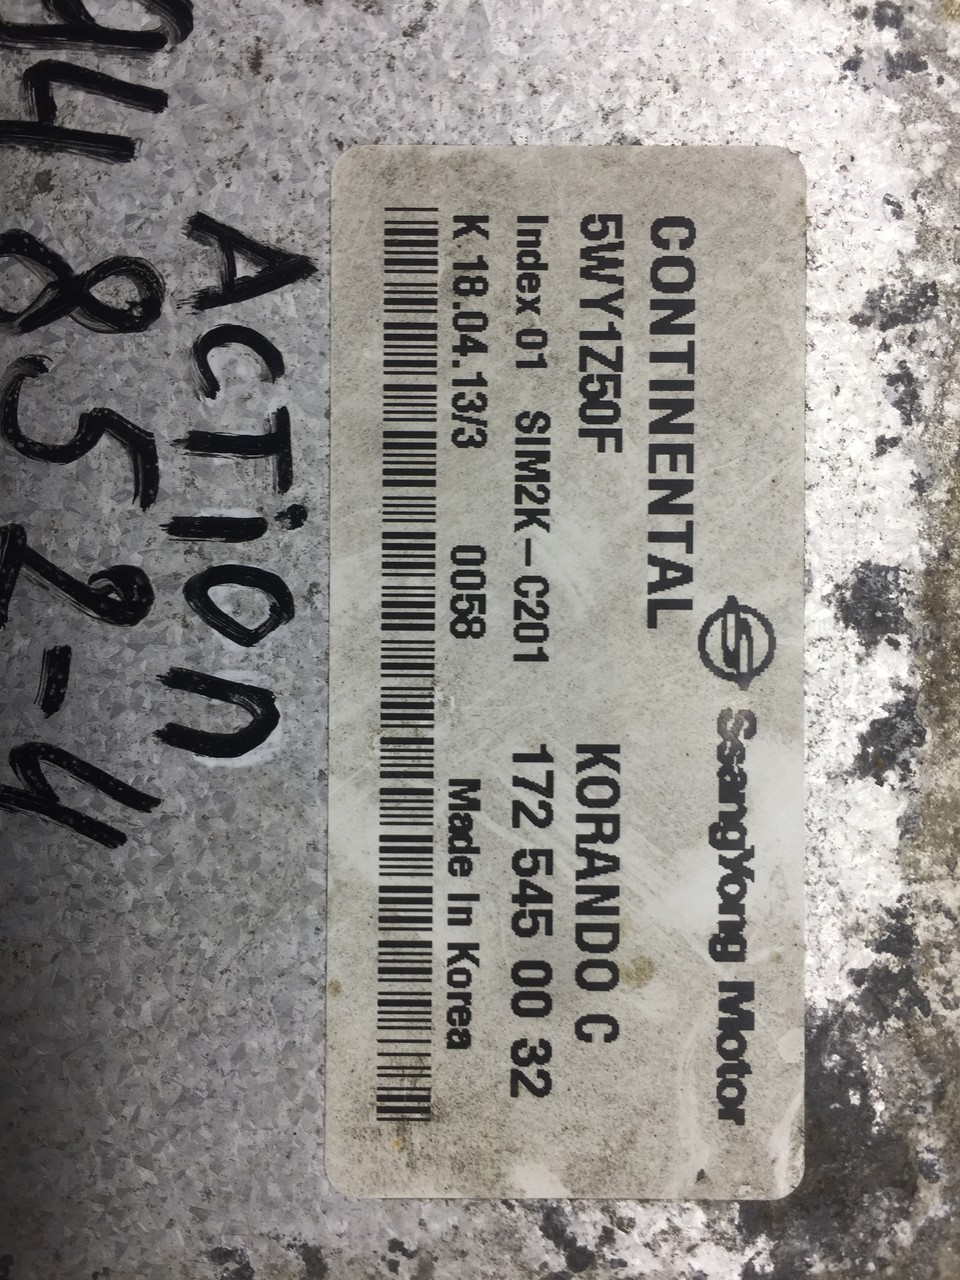 SsangYong Motor
CONTINENTAL
5WY1Z50F KORANDO C
Index 01 SIM2K-C201 172 545 00 32
K 18.04.13/3 0058 Made In Korea
ACTiOn
852-4